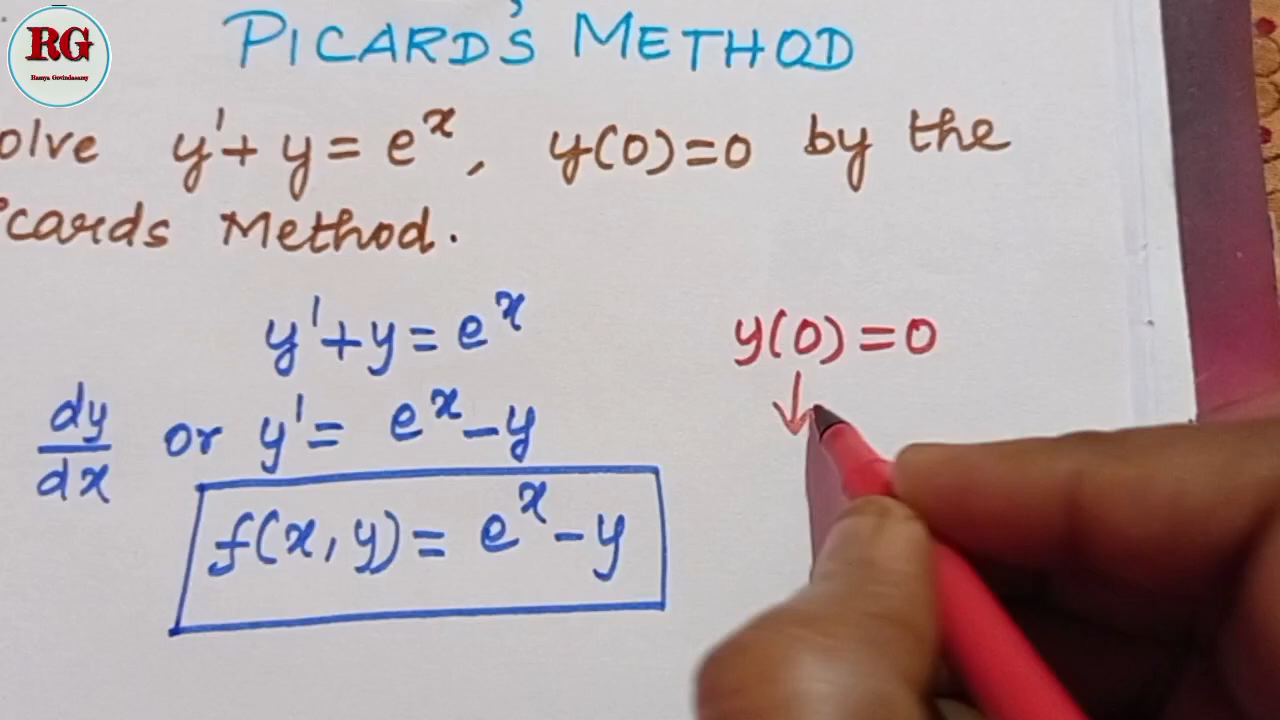 RG
Ramya Govindasamy
PICARD'S METHOD
olve y'+ y = e^x, y(0)=0 by the
cards Method.
y'+y = e^x
y(0)=0
dy/dx or y' = e^x-y
f(x,y) = e^x-y